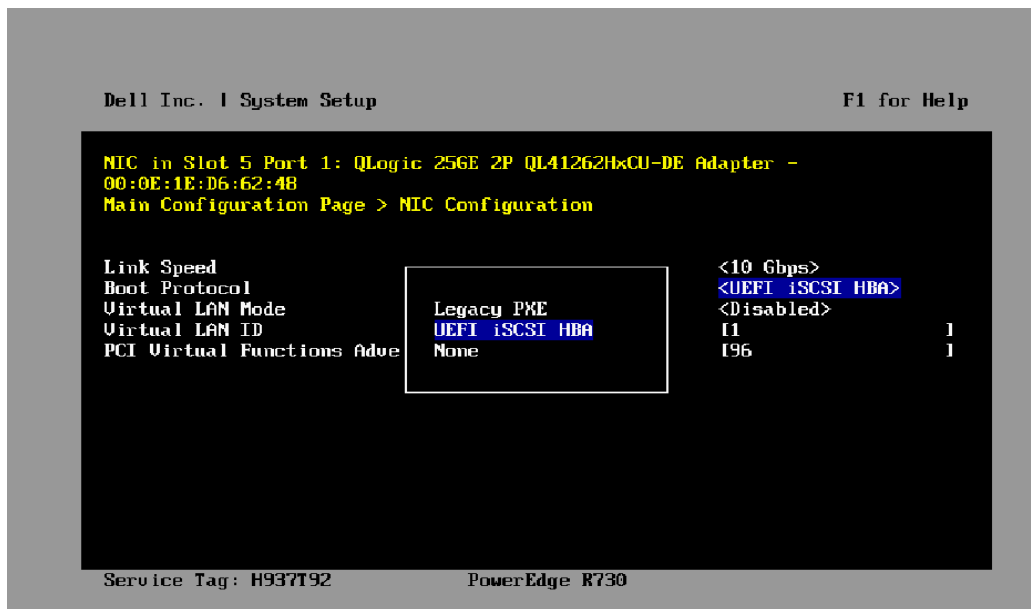 Dell Inc. | System Setup F1 for Help
NIC in Slot 5 Port 1: QLogic 25GE 2P QL41262HxCU-DE Adapter -
00:0E:1E:D6:62:48
Main Configuration Page > NIC Configuration
Link Speed <10 Gbps>
Boot Protocol <UEFI iSCSI HBA>
Virtual LAN Mode Legacy PXE <Disabled>
Virtual LAN ID UEFI iSCSI HBA [1 ]
PCI Virtual Functions Adve None [96 ]
Service Tag: H937T92 PowerEdge R730